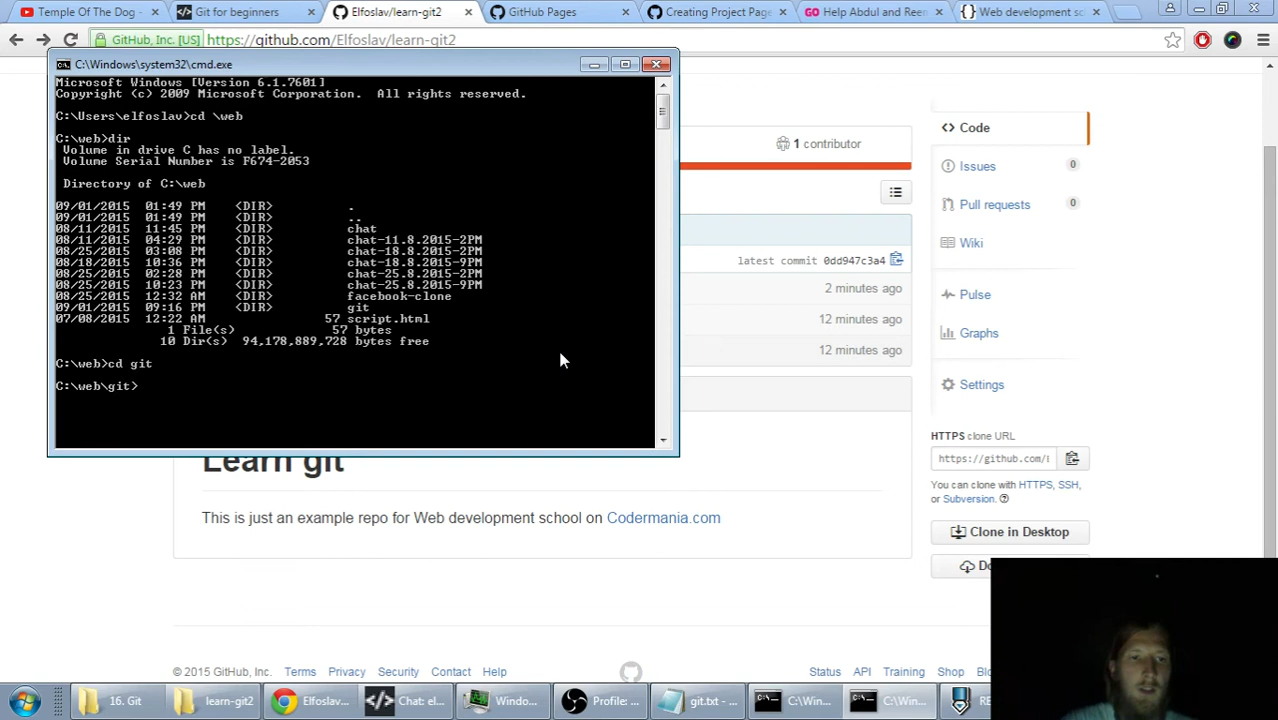 Temple Of The Dog -
Git for beginners
Elfoslav/learn-git2
GitHub Pages
Creating Project Page
Help Abdul and Reen
Web development sc
GitHub, Inc. [US]
https://github.com/Elfoslav/learn-git2
C:\Windows\system32\cmd.exe
Microsoft Windows [Version 6.1.7601]
Copyright (c) 2009 Microsoft Corporation. All rights reserved.
C:\Users\elfoslav>cd \web
C:\web>dir
Volume in drive C has no label.
Volume Serial Number is F674-2053
Directory of C:\web
09/01/2015 01:49 PM <DIR> .
09/01/2015 01:49 PM <DIR> ..
08/11/2015 11:45 PM <DIR> chat
08/11/2015 04:29 PM <DIR> chat-11.8.2015-2PM
08/25/2015 03:08 PM <DIR> chat-18.8.2015-2PM
08/18/2015 10:36 PM <DIR> chat-18.8.2015-9PM
08/25/2015 02:28 PM <DIR> chat-25.8.2015-2PM
08/25/2015 10:23 PM <DIR> chat-25.8.2015-9PM
08/25/2015 12:32 AM <DIR> facebook-clone
09/01/2015 09:16 PM <DIR> git
07/08/2015 12:22 AM 57 script.html
1 File(s) 57 bytes
10 Dir(s) 94,178,889,728 bytes free
C:\web>cd git
C:\web\git>
1 contributor
latest commit 0dd947c3a4
2 minutes ago
12 minutes ago
12 minutes ago
Learn git
This is just an example repo for Web development school on Codermania.com
Code
Issues 0
Pull requests 0
Wiki
Pulse
Graphs
Settings
HTTPS clone URL
https://github.com/
You can clone with HTTPS, SSH,
or Subversion.
Clone in Desktop
© 2015 GitHub, Inc. Terms Privacy Security Contact Help
Status API Training Shop
16. Git
learn-git2
Elfoslav...
Chat: el...
Windo...
Profile: ...
git.txt - ...
C:\Win...
C:\Win...